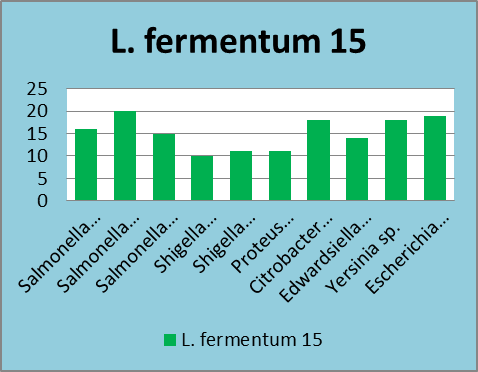 L. fermentum 15
25
20
15
10
5
0
Salmonella...
Salmonella...
Salmonella...
Shigella...
Shigella...
Proteus...
Citrobacter...
Edwardsiella...
Yersinia sp.
Escherichia...
L. fermentum 15